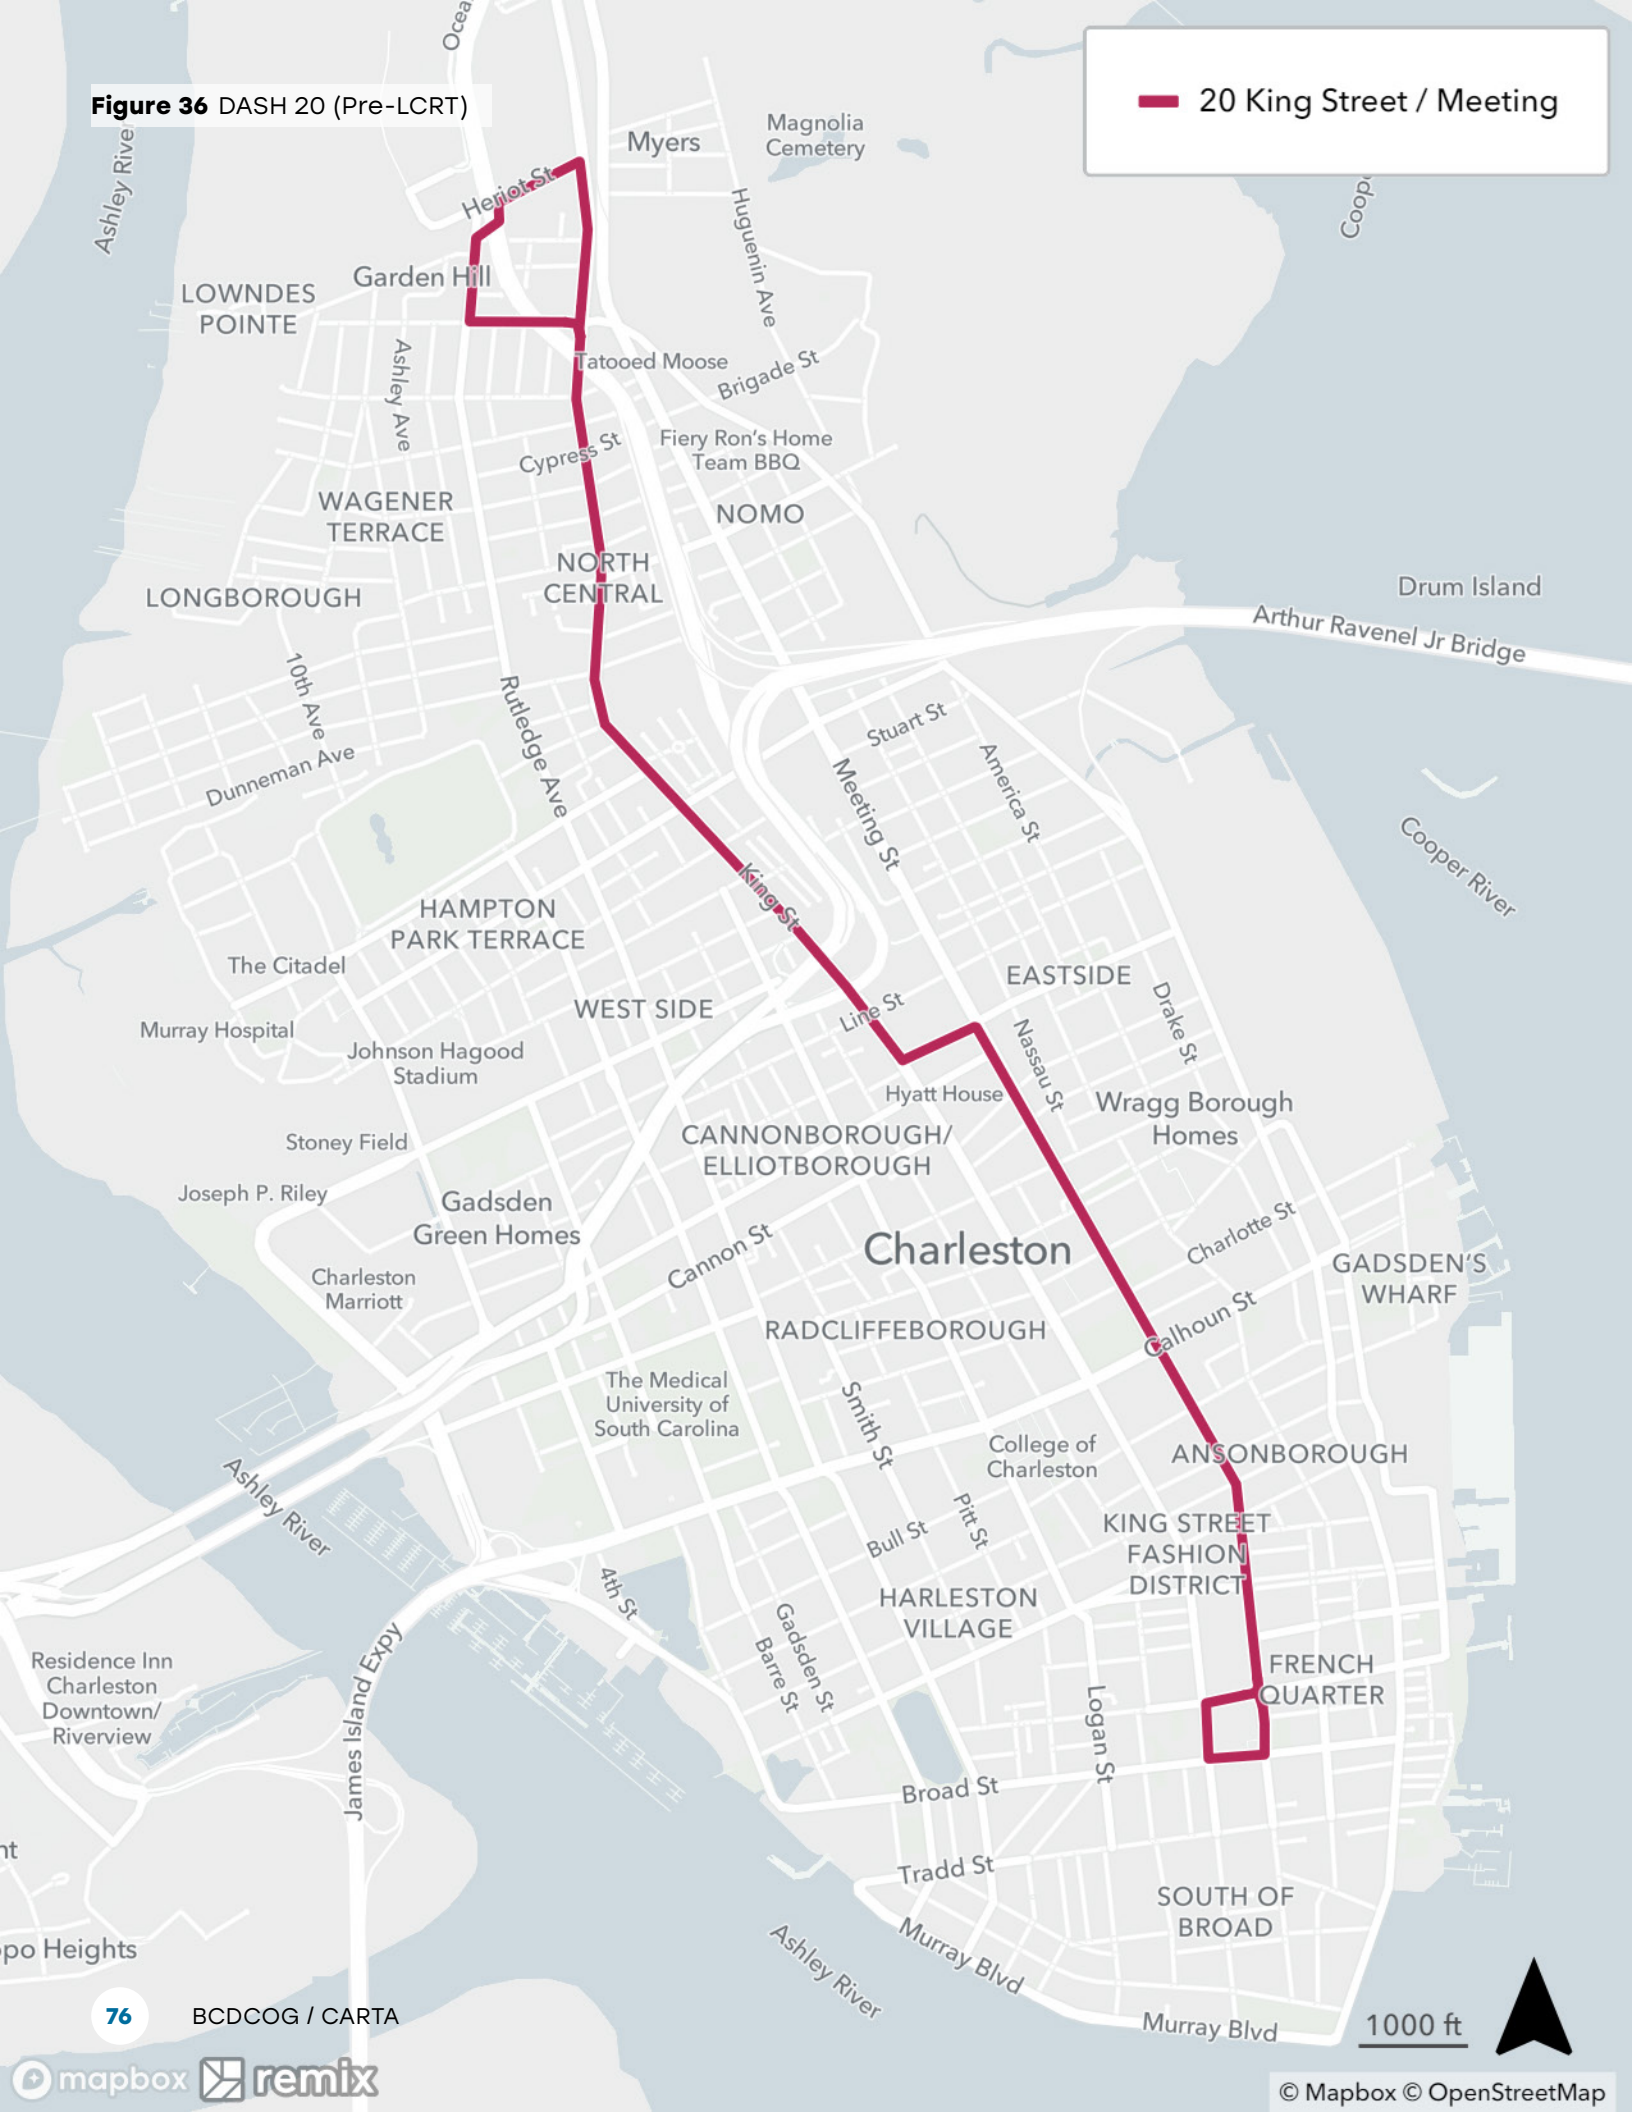 Ocea
Figure 36 DASH 20 (Pre-LCRT)
20 King Street / Meeting
Myers
Magnolia
Cemetery
Ashley River
Heriot St
Huguenin Ave
Coop
Garden Hill
LOWNDES
POINTE
Ashley Ave
Tatooed Moose
Brigade St
Cypress St
Fiery Ron's Home
Team BBQ
WAGENER
TERRACE
NOMO
NORTH
CENTRAL
LONGBOROUGH
Drum Island
Arthur Ravenel Jr Bridge
10th Ave
Rutledge Ave
Dunneman Ave
Stuart St
America St
Meeting St
Cooper River
King St
HAMPTON
PARK TERRACE
The Citadel
EASTSIDE
WEST SIDE
Line St
Drake St
Murray Hospital
Johnson Hagood
Stadium
Nassau St
Hyatt House
Wragg Borough
Homes
CANNONBOROUGH/
ELLIOTBOROUGH
Stoney Field
Joseph P. Riley
Gadsden
Green Homes
Cannon St
Charleston
Charlotte St
GADSDEN'S
WHARF
Charleston
Marriott
Calhoun St
RADCLIFFEBOROUGH
The Medical
University of
South Carolina
Smith St
College of
Charleston
ANSONBOROUGH
Ashley River
Pitt St
Bull St
KING STREET
FASHION
DISTRICT
4th St
HARLESTON
VILLAGE
Gadsden St
Barre St
James Island Expy
Residence Inn
Charleston
Downtown/
Riverview
FRENCH
QUARTER
Logan St
Broad St
nt
Tradd St
SOUTH OF
BROAD
Murray Blvd
Ashley River
opo Heights
76 BCDCOG / CARTA
Murray Blvd
1000 ft
mapbox remix
© Mapbox © OpenStreetMap